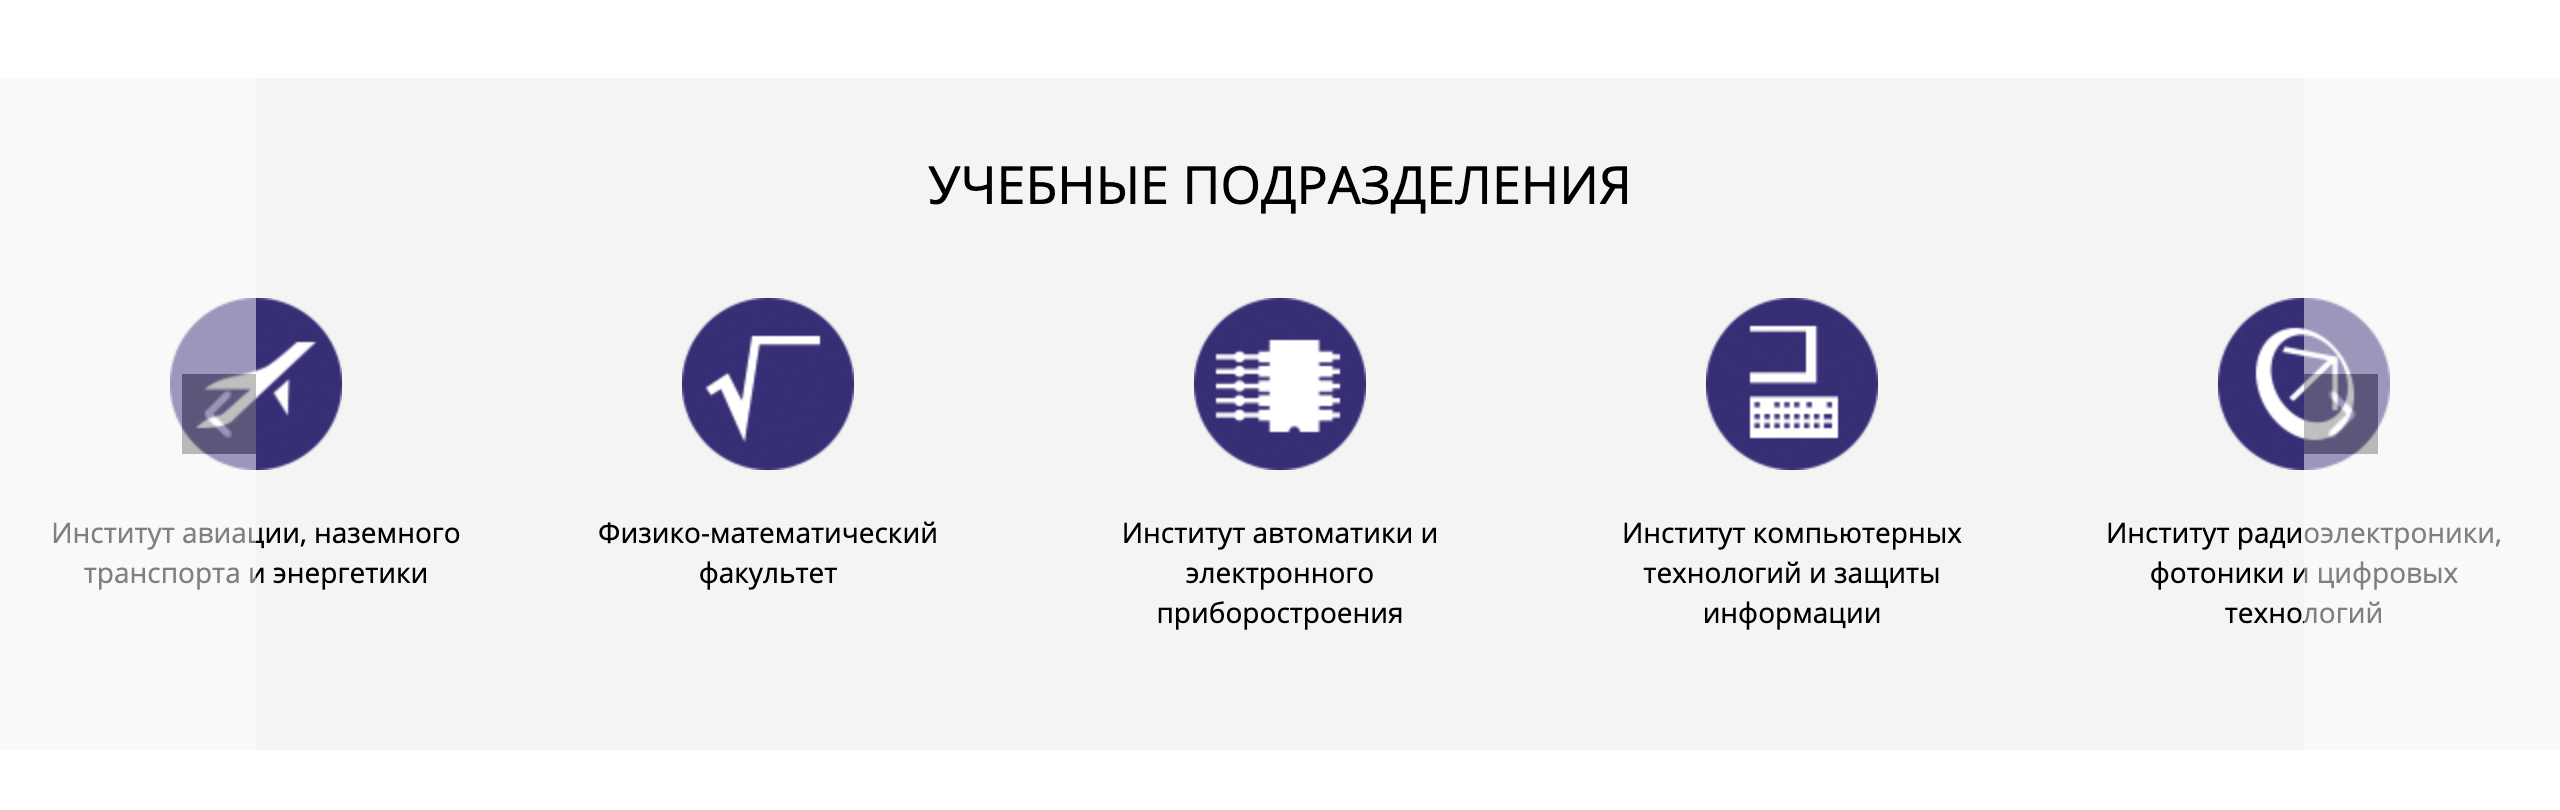 УЧЕБНЫЕ ПОДРАЗДЕЛЕНИЯ
Институт авиации, наземного
транспорта и энергетики
Физико-математический
факультет
Институт автоматики и
электронного
приборостроения
Институт компьютерных
технологий и защиты
информации
Институт радиоэлектроники,
фотоники и цифровых
технологий